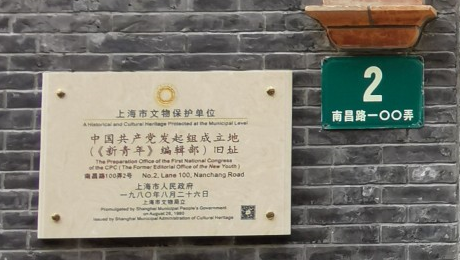 上海市文物保护单位
A Historical and Cultural Heritage Protected at the Municipal Level
中国共产党发起组成立地
(《新青年》编辑部)旧址
The Preparation Office of the First National Congress
of the CPC (The Former Editorial Office of the New Youth)
南昌路100弄2号 No.2, Lane 100, Nanchang Road
上海市人民政府
一九八〇年八月二十六日
上海市文物局立
Promulgated by Shanghai Municipal People's Government
on August 26, 1980
Issued by Shanghai Municipal Administration of Cultural Heritage
2
南昌路一〇〇弄